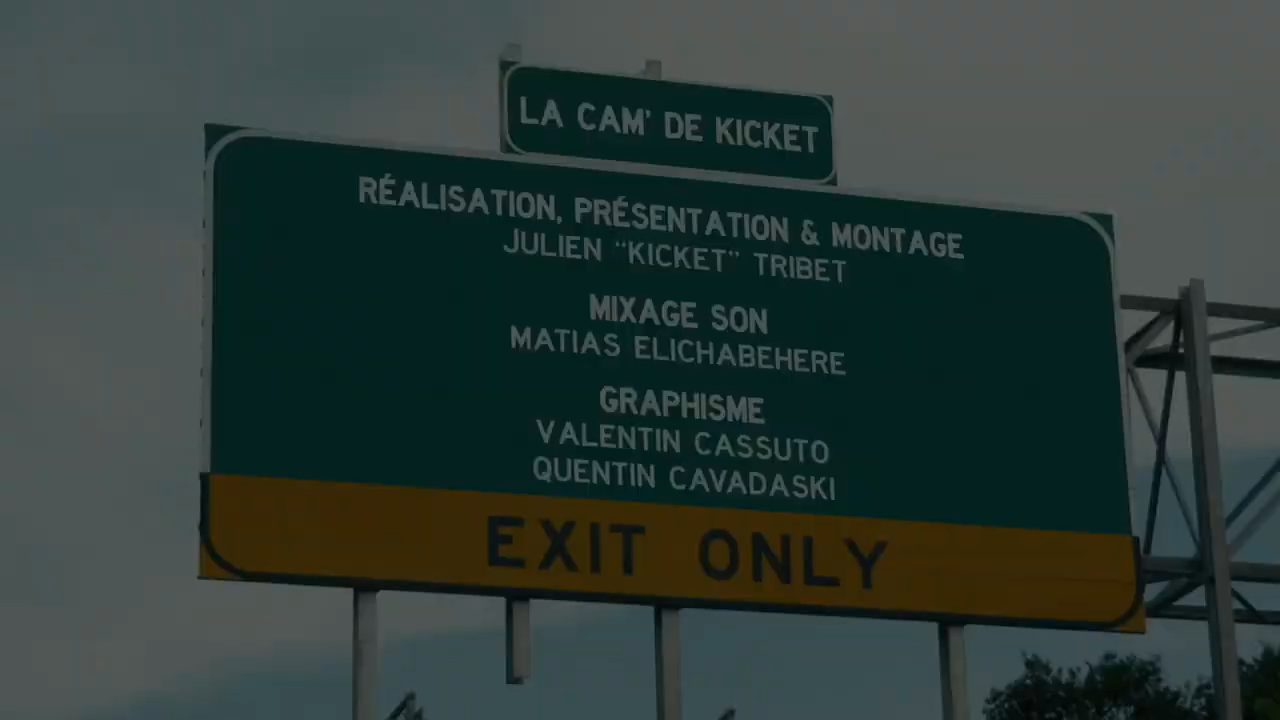 LA CAM' DE KICKET
RÉALISATION, PRÉSENTATION & MONTAGE
JULIEN “KICKET” TRIBET
MIXAGE SON
MATIAS ELICHABEHERE
GRAPHISME
VALENTIN CASSUTO
QUENTIN CAVADASKI
EXIT ONLY